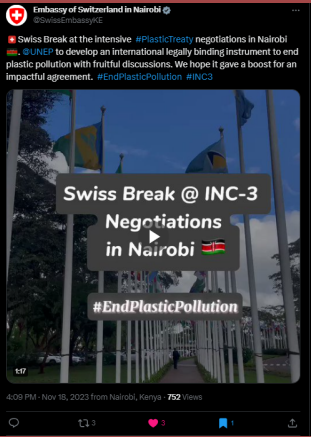 Embassy of Switzerland in Nairobi
@SwissEmbassyKE
🇨🇭Swiss Break at the intensive #PlasticTreaty negotiations in Nairobi
🇰🇪. @UNEP to develop an international legally binding instrument to end
plastic pollution with fruitful discussions. We hope it gave a boost for an
impactful agreement. #EndPlasticPollution #INC3
Swiss Break @ INC-3
Negotiations
in Nairobi 🇰🇪
#EndPlasticPollution
1:17
4:09 PM · Nov 18, 2023 from Nairobi, Kenya · 752 Views
3
3
1